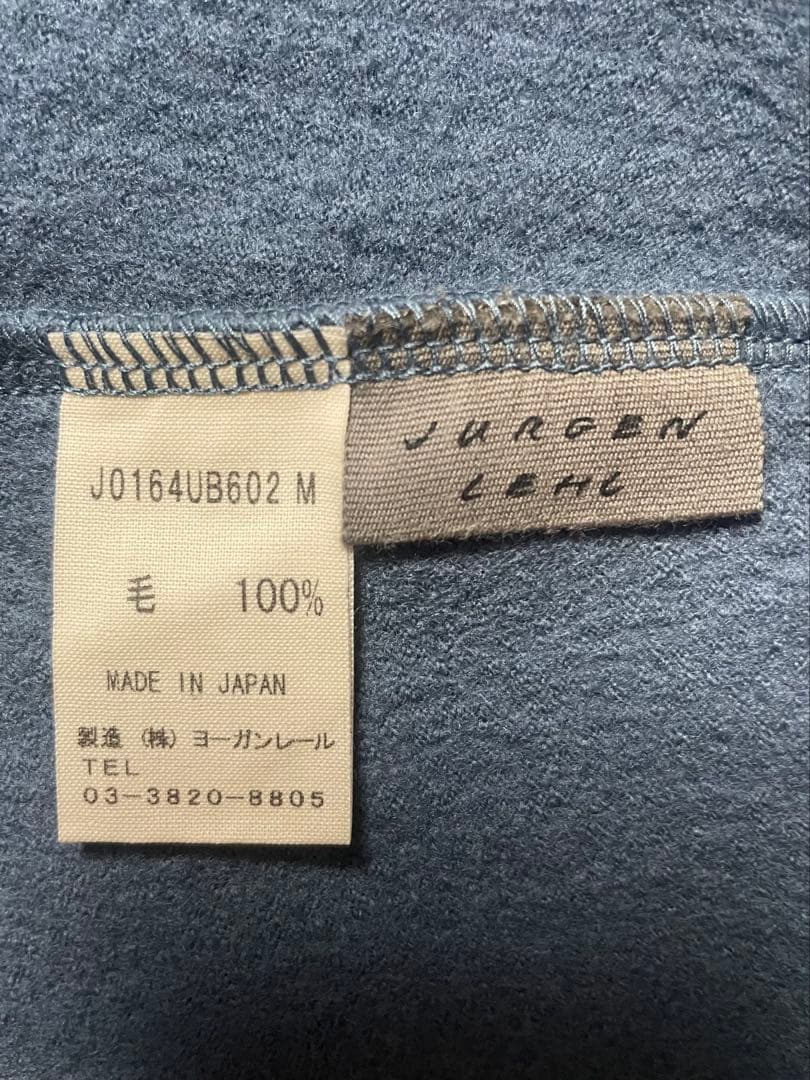 J0164UB602 M
毛 100%
MADE IN JAPAN
製造 (株) ヨーガンレール
TEL
03-3820-8805
JURGEN
LEHL